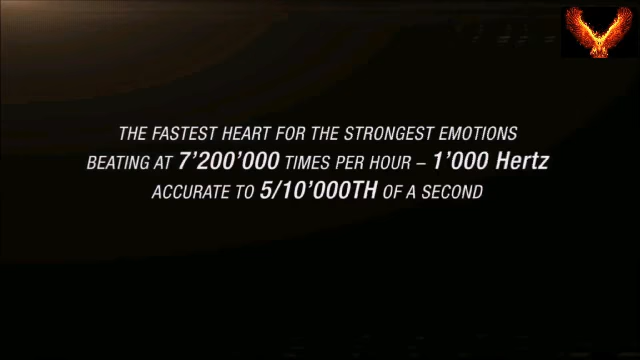 THE FASTEST HEART FOR THE STRONGEST EMOTIONS
BEATING AT 7’200’000 TIMES PER HOUR – 1’000 Hertz
ACCURATE TO 5/10’000TH OF A SECOND